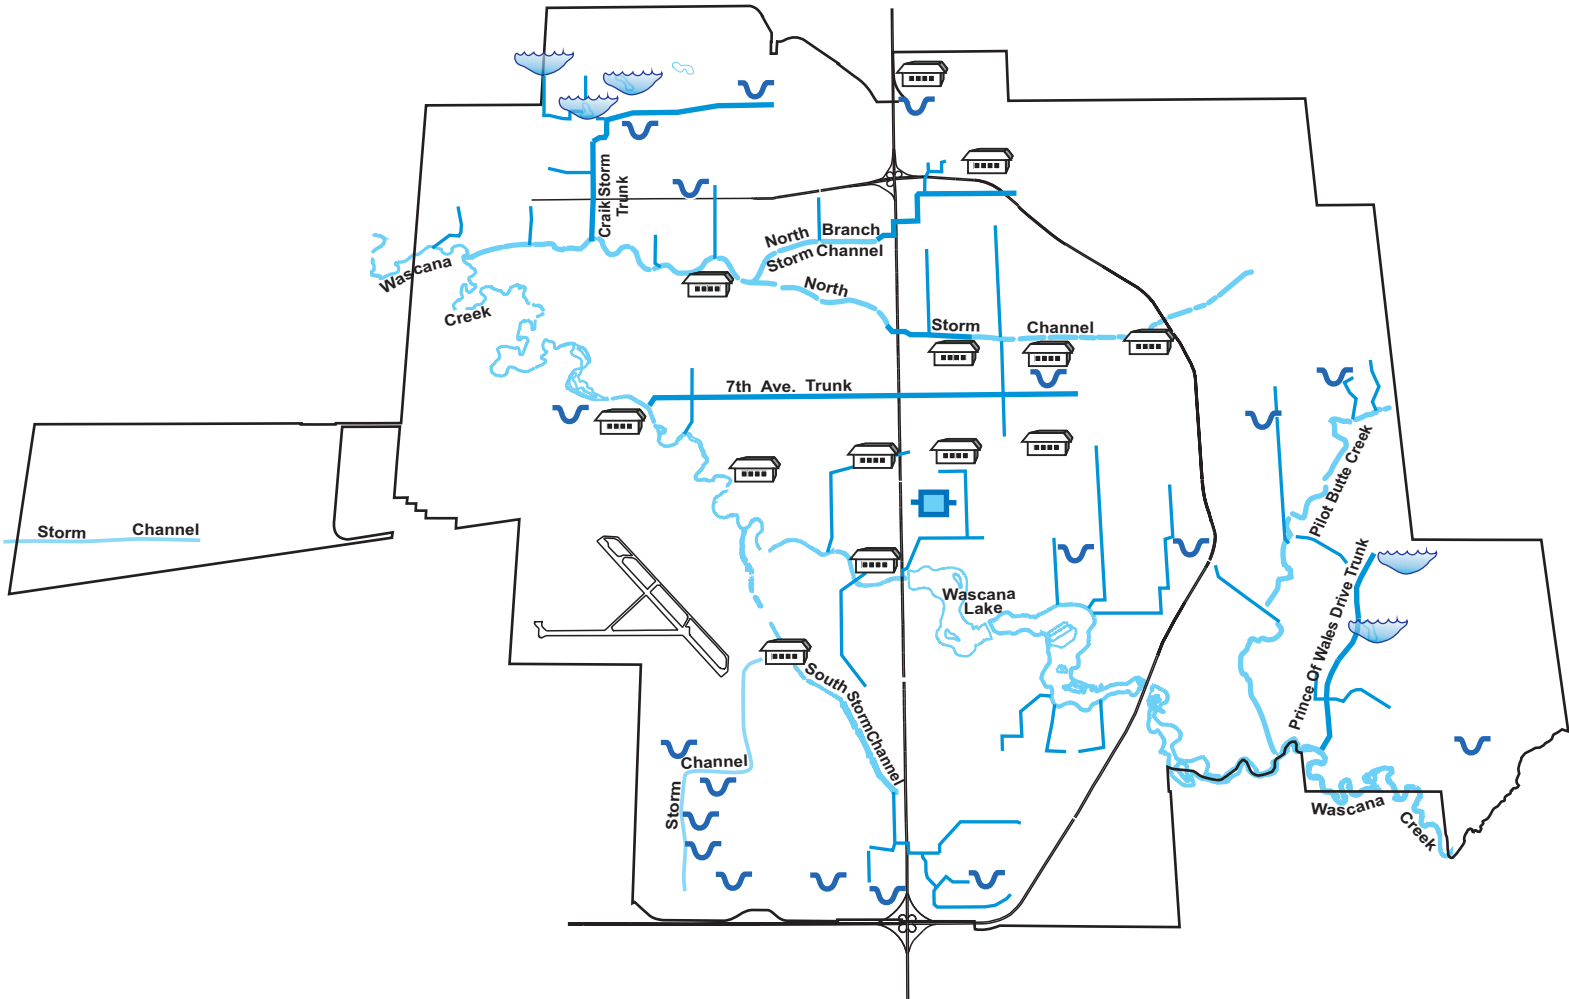 Craik Storm
Trunk
North Branch
Storm Channel
Wascana
Creek
North
Storm Channel
7th Ave. Trunk
Pilot Butte Creek
Storm Channel
Prince Of Wales Drive Trunk
Wascana
Lake
South Storm Channel
Channel
Storm
Wascana
Creek